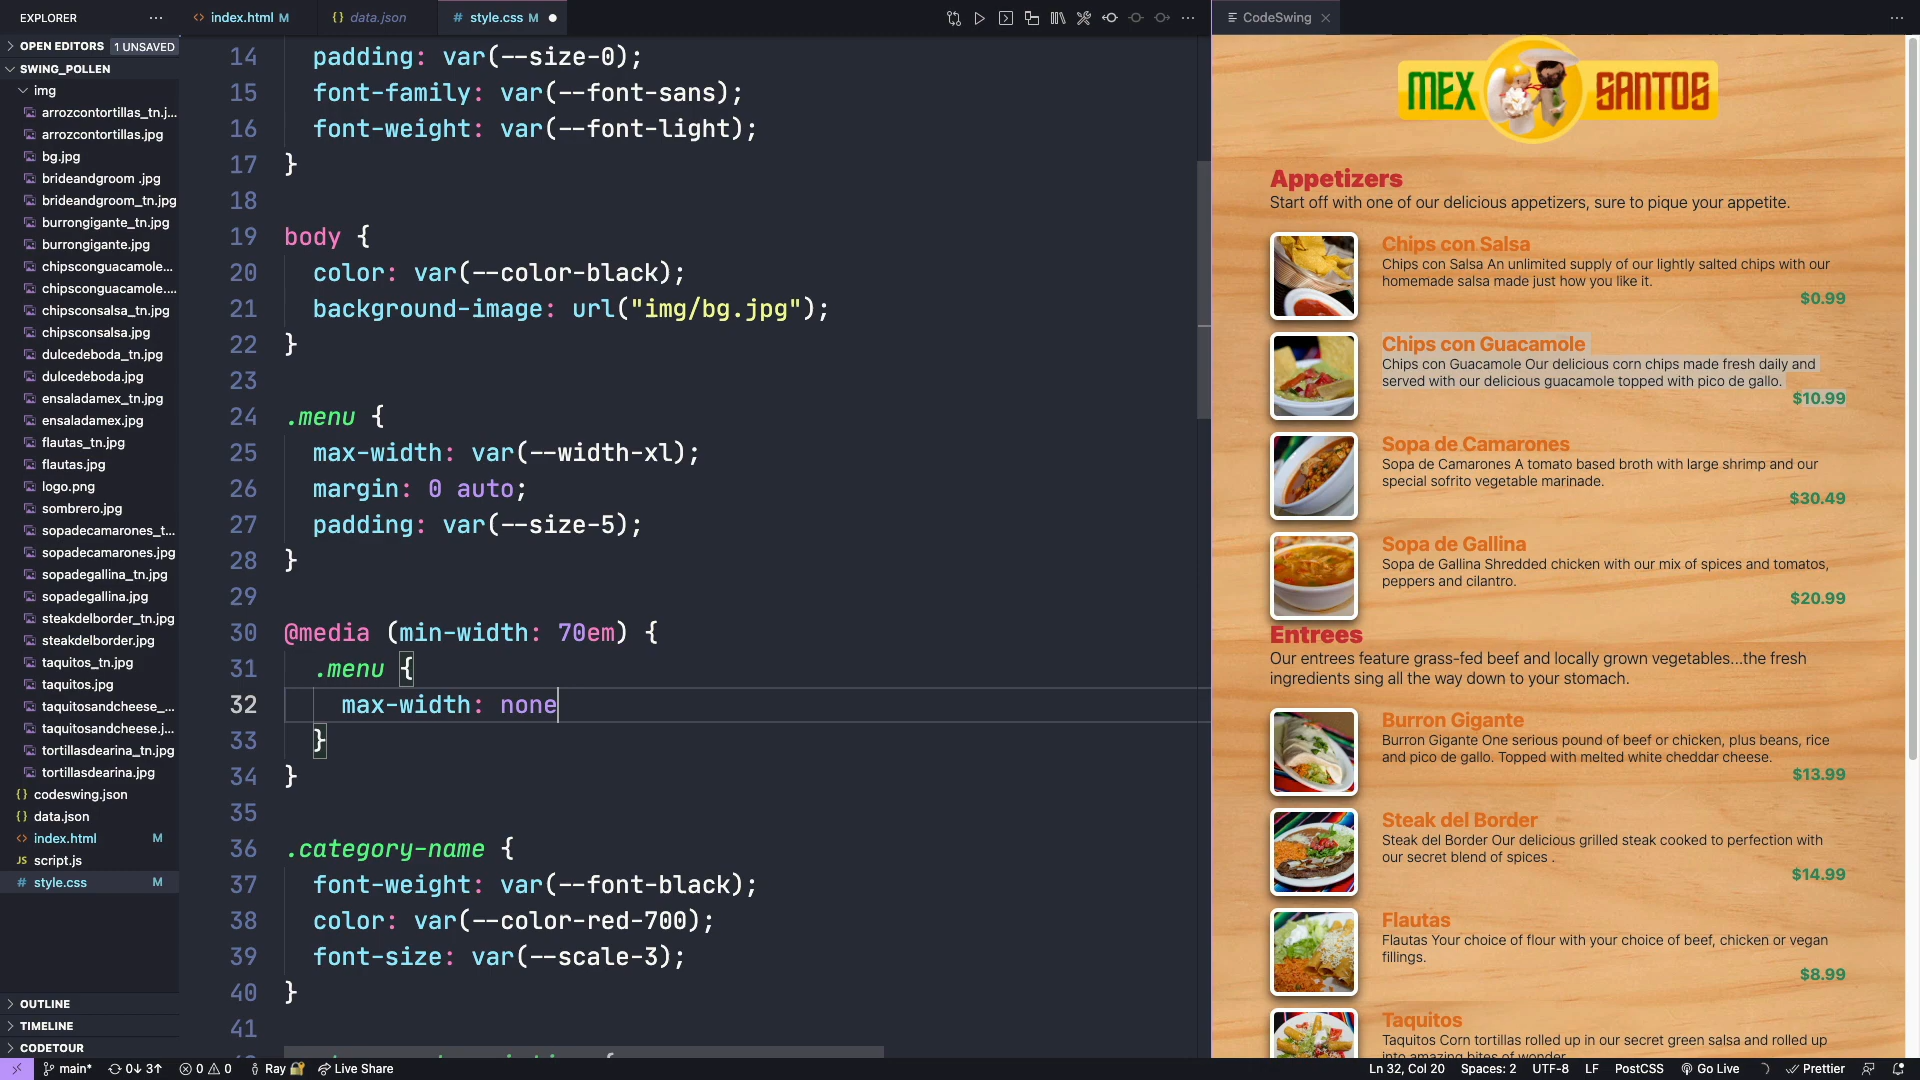 EXPLORER
OPEN EDITORS 1 UNSAVED
SWING_POLLEN
img
arrozcontortillas_tn.j...
arrozcontortillas.jpg
bg.jpg
brideandgroom .jpg
brideandgroom_tn.jpg
burrongigante_tn.jpg
burrongigante.jpg
chipsconguacamole...
chipsconguacamole....
chipsconsalsa_tn.jpg
chipsconsalsa.jpg
dulcedeboda_tn.jpg
dulcedeboda.jpg
ensaladamex_tn.jpg
ensaladamex.jpg
flautas_tn.jpg
flautas.jpg
logo.png
sombrero.jpg
sopadecamarones_t...
sopadecamarones.jpg
sopadegallina_tn.jpg
sopadegallina.jpg
steakdelborder_tn.jpg
steakdelborder.jpg
taquitos_tn.jpg
taquitos.jpg
taquitosandcheese_...
taquitosandcheese.j...
tortillasdearina_tn.jpg
tortillasdearina.jpg
{} codeswing.json
{} data.json
<> index.html M
JS script.js
# style.css M
OUTLINE
TIMELINE
CODETOUR
<> index.html M
{} data.json
# style.css M
14 padding: var(--size-0);
15 font-family: var(--font-sans);
16 font-weight: var(--font-light);
17 }
18
19 body {
20 color: var(--color-black);
21 background-image: url("img/bg.jpg");
22 }
23
24 .menu {
25 max-width: var(--width-xl);
26 margin: 0 auto;
27 padding: var(--size-5);
28 }
29
30 @media (min-width: 70em) {
31 .menu {
32 max-width: none
33 }
34 }
35
36 .category-name {
37 font-weight: var(--font-black);
38 color: var(--color-red-700);
39 font-size: var(--scale-3);
40 }
41
CodeSwing
MEX SANTOS
Appetizers
Start off with one of our delicious appetizers, sure to pique your appetite.
Chips con Salsa
Chips con Salsa An unlimited supply of our lightly salted chips with our
homemade salsa made just how you like it.
$0.99
Chips con Guacamole
Chips con Guacamole Our delicious corn chips made fresh daily and
served with our delicious guacamole topped with pico de gallo.
$10.99
Sopa de Camarones
Sopa de Camarones A tomato based broth with large shrimp and our
special sofrito vegetable marinade.
$30.49
Sopa de Gallina
Sopa de Gallina Shredded chicken with our mix of spices and tomatos,
peppers and cilantro.
$20.99
Entrees
Our entrees feature grass-fed beef and locally grown vegetables...the fresh
ingredients sing all the way down to your stomach.
Burron Gigante
Burron Gigante One serious pound of beef or chicken, plus beans, rice
and pico de gallo. Topped with melted white cheddar cheese.
$13.99
Steak del Border
Steak del Border Our delicious grilled steak cooked to perfection with
our secret blend of spices .
$14.99
Flautas
Flautas Your choice of flour with your choice of beef, chicken or vegan
fillings.
$8.99
Taquitos
Taquitos Corn tortillas rolled up in our secret green salsa and rolled up
into amazing bites of wonder
main* 0↓ 3↑ 0 0 Ray Live Share
Ln 32, Col 20 Spaces: 2 UTF-8 LF PostCSS Go Live Prettier